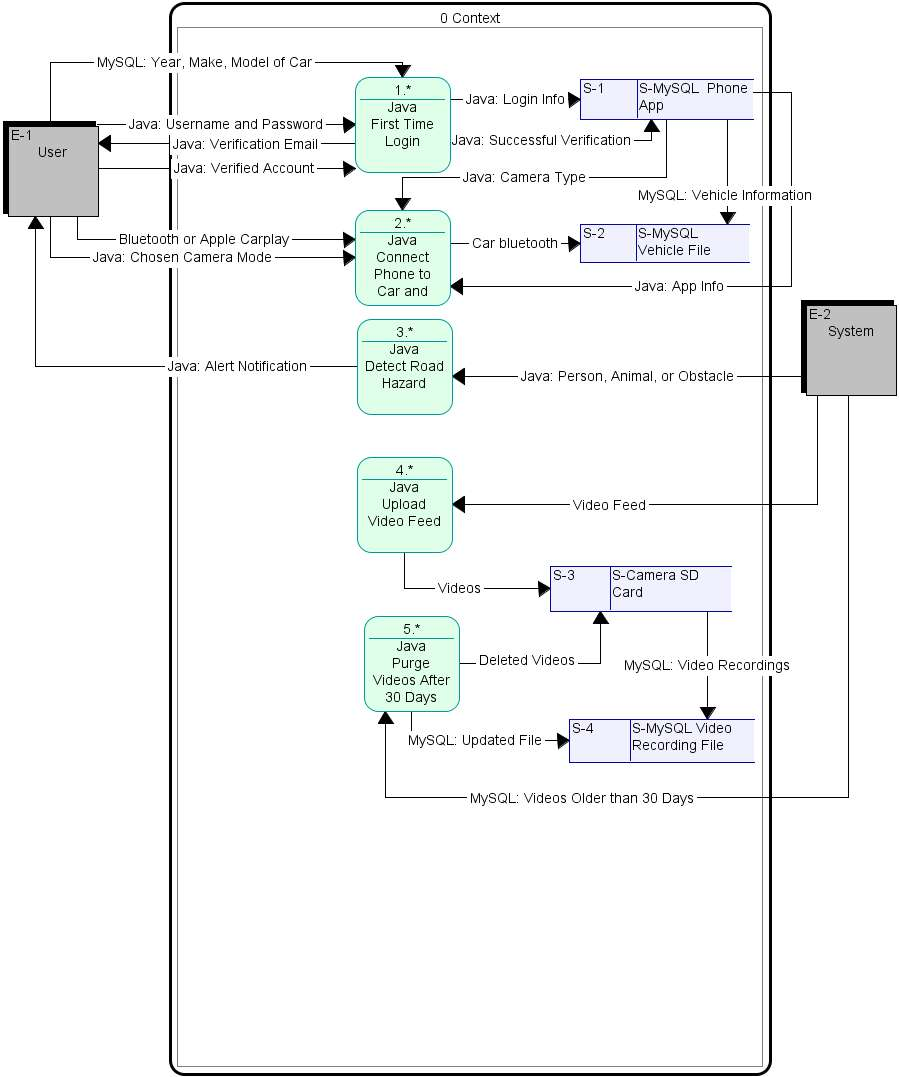 0 Context
MySQL: Year, Make, Model of Car
1.*
Java
First Time
Login
S-1
S-MySQL Phone
App
Java: Login Info
E-1
User
Java: Username and Password
Java: Verification Email
Java: Successful Verification
Java: Verified Account
Java: Camera Type
MySQL: Vehicle Information
2.*
Java
Connect
Phone to
Car and
S-2
S-MySQL
Vehicle File
Bluetooth or Apple Carplay
Car bluetooth
Java: Chosen Camera Mode
Java: App Info
E-2
System
3.*
Java
Detect Road
Hazard
Java: Alert Notification
Java: Person, Animal, or Obstacle
4.*
Java
Upload
Video Feed
Video Feed
Videos
S-3
S-Camera SD
Card
5.*
Java
Purge
Videos After
30 Days
Deleted Videos
MySQL: Video Recordings
MySQL: Updated File
S-4
S-MySQL Video
Recording File
MySQL: Videos Older than 30 Days